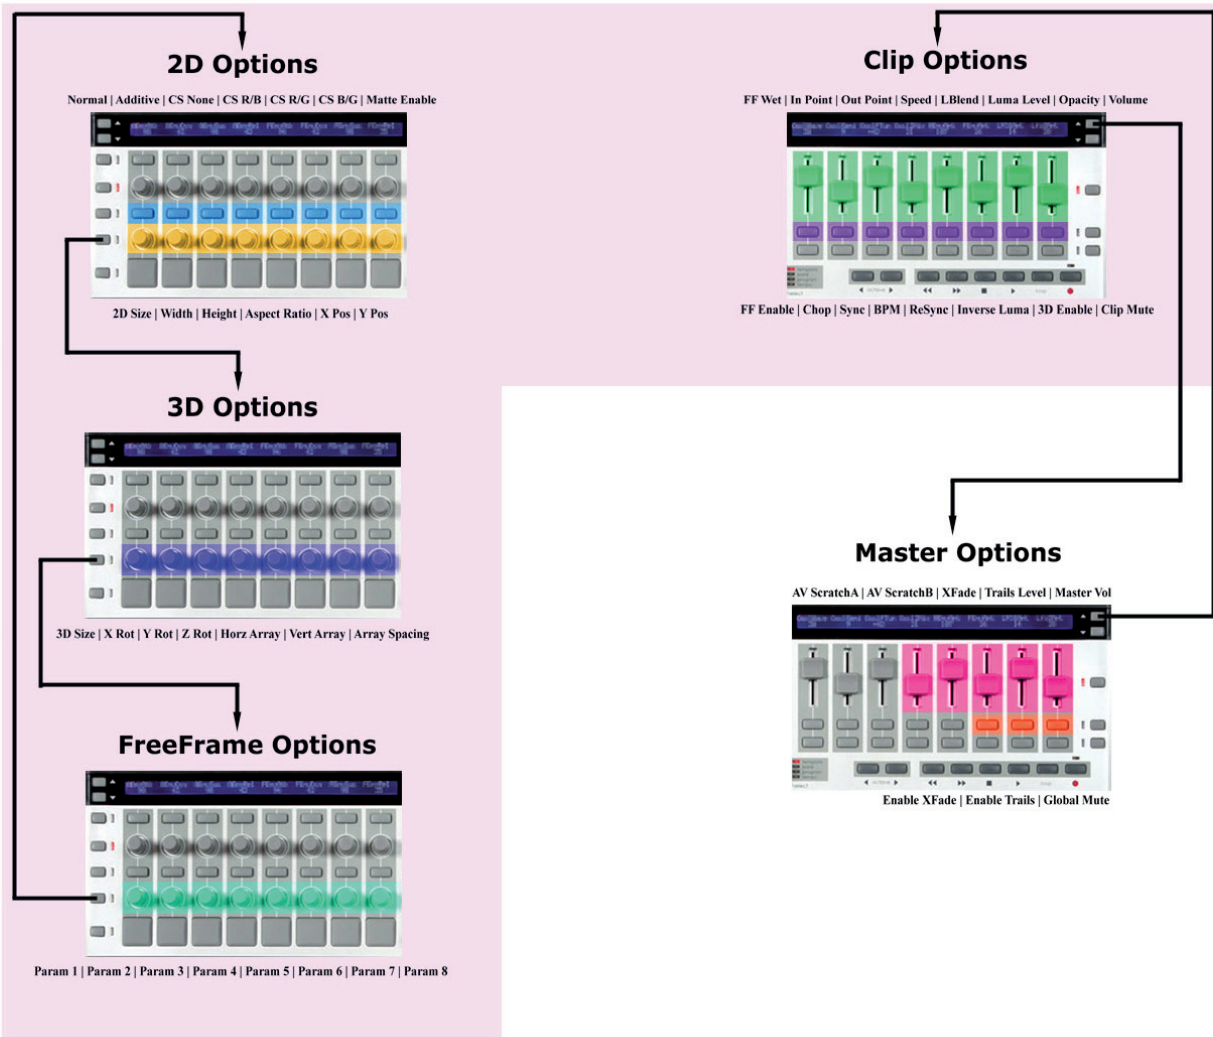 2D Options
Normal | Additive | CS None | CS R/B | CS R/G | CS B/G | Matte Enable
2D Size | Width | Height | Aspect Ratio | X Pos | Y Pos
3D Options
3D Size | X Rot | Y Rot | Z Rot | Horz Array | Vert Array | Array Spacing
FreeFrame Options
Param 1 | Param 2 | Param 3 | Param 4 | Param 5 | Param 6 | Param 7 | Param 8
Clip Options
FF Wet | In Point | Out Point | Speed | LBlend | Luma Level | Opacity | Volume
FF Enable | Chop | Sync | BPM | ReSync | Inverse Luma | 3D Enable | Clip Mute
Master Options
AV ScratchA | AV ScratchB | XFade | Trails Level | Master Vol
Enable XFade | Enable Trails | Global Mute